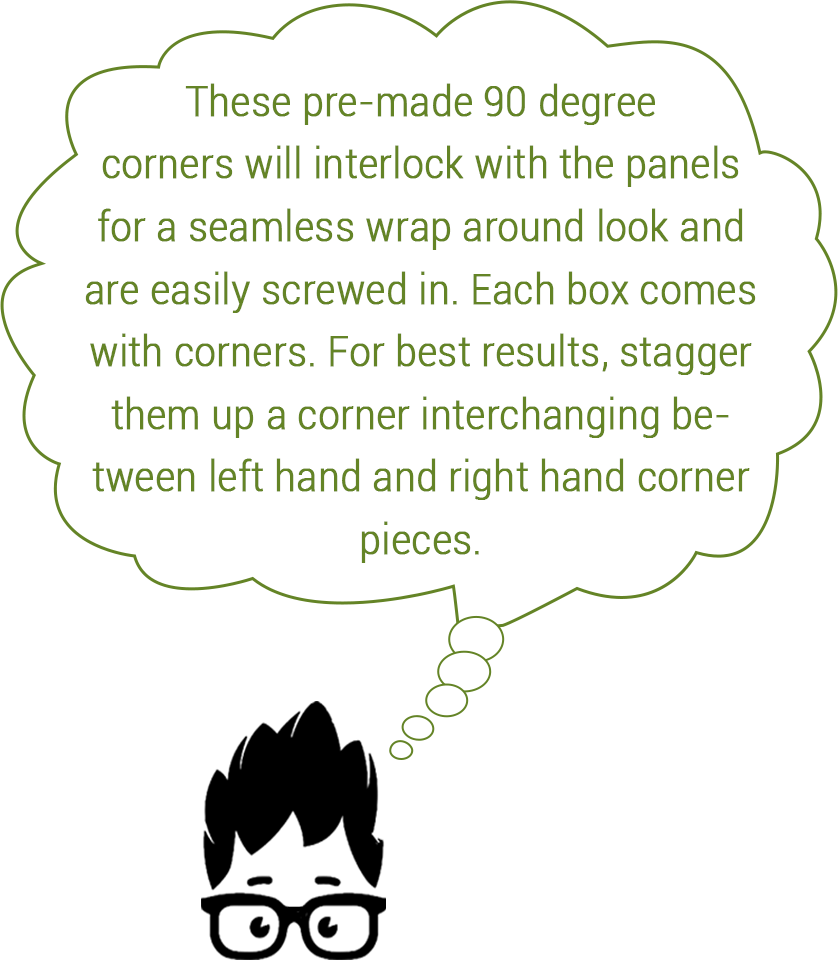 These pre-made 90 degree
corners will interlock with the panels
for a seamless wrap around look and
are easily screwed in. Each box comes
with corners. For best results, stagger
them up a corner interchanging be-
tween left hand and right hand corner
pieces.